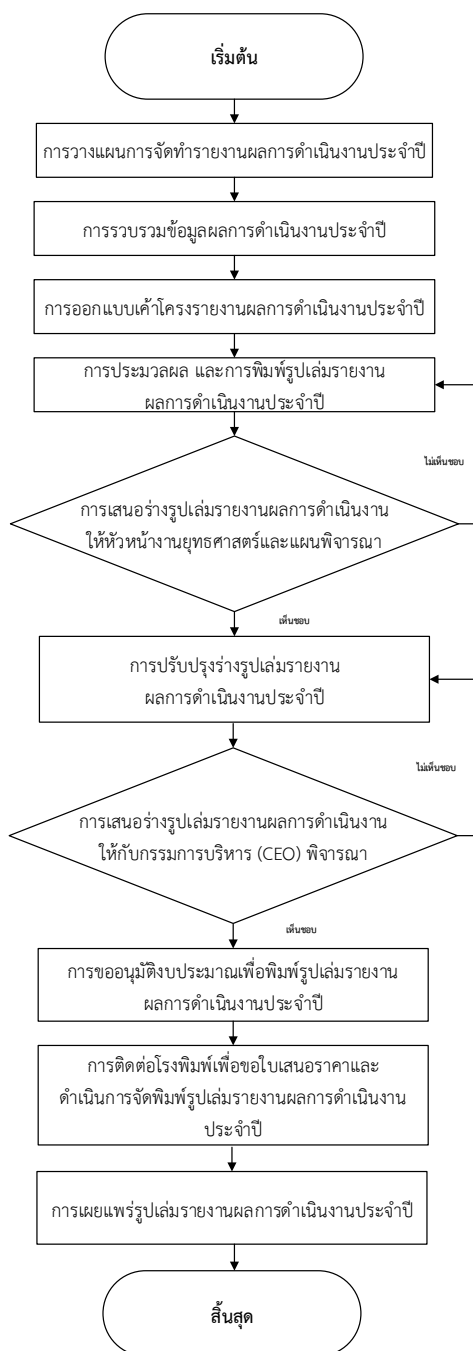 เริ่มต้น
การวางแผนการจัดทำรายงานผลการดำเนินงานประจำปี
การรวบรวมข้อมูลผลการดำเนินงานประจำปี
การออกแบบเค้าโครงรายงานผลการดำเนินงานประจำปี
การประมวลผล และการพิมพ์รูปเล่มรายงาน
ผลการดำเนินงานประจำปี
ไม่เห็นชอบ
การเสนอร่างรูปเล่มรายงานผลการดำเนินงาน
ให้หัวหน้างานยุทธศาสตร์และแผนพิจารณา
เห็นชอบ
การปรับปรุงร่างรูปเล่มรายงาน
ผลการดำเนินงานประจำปี
ไม่เห็นชอบ
การเสนอร่างรูปเล่มรายงานผลการดำเนินงาน
ให้กับกรรมการบริหาร (CEO) พิจารณา
เห็นชอบ
การขออนุมัติงบประมาณเพื่อพิมพ์รูปเล่มรายงาน
ผลการดำเนินงานประจำปี
การติดต่อโรงพิมพ์เพื่อขอใบเสนอราคาและ
ดำเนินการจัดพิมพ์รูปเล่มรายงานผลการดำเนินงาน
ประจำปี
การเผยแพร่รูปเล่มรายงานผลการดำเนินงานประจำปี
สิ้นสุด